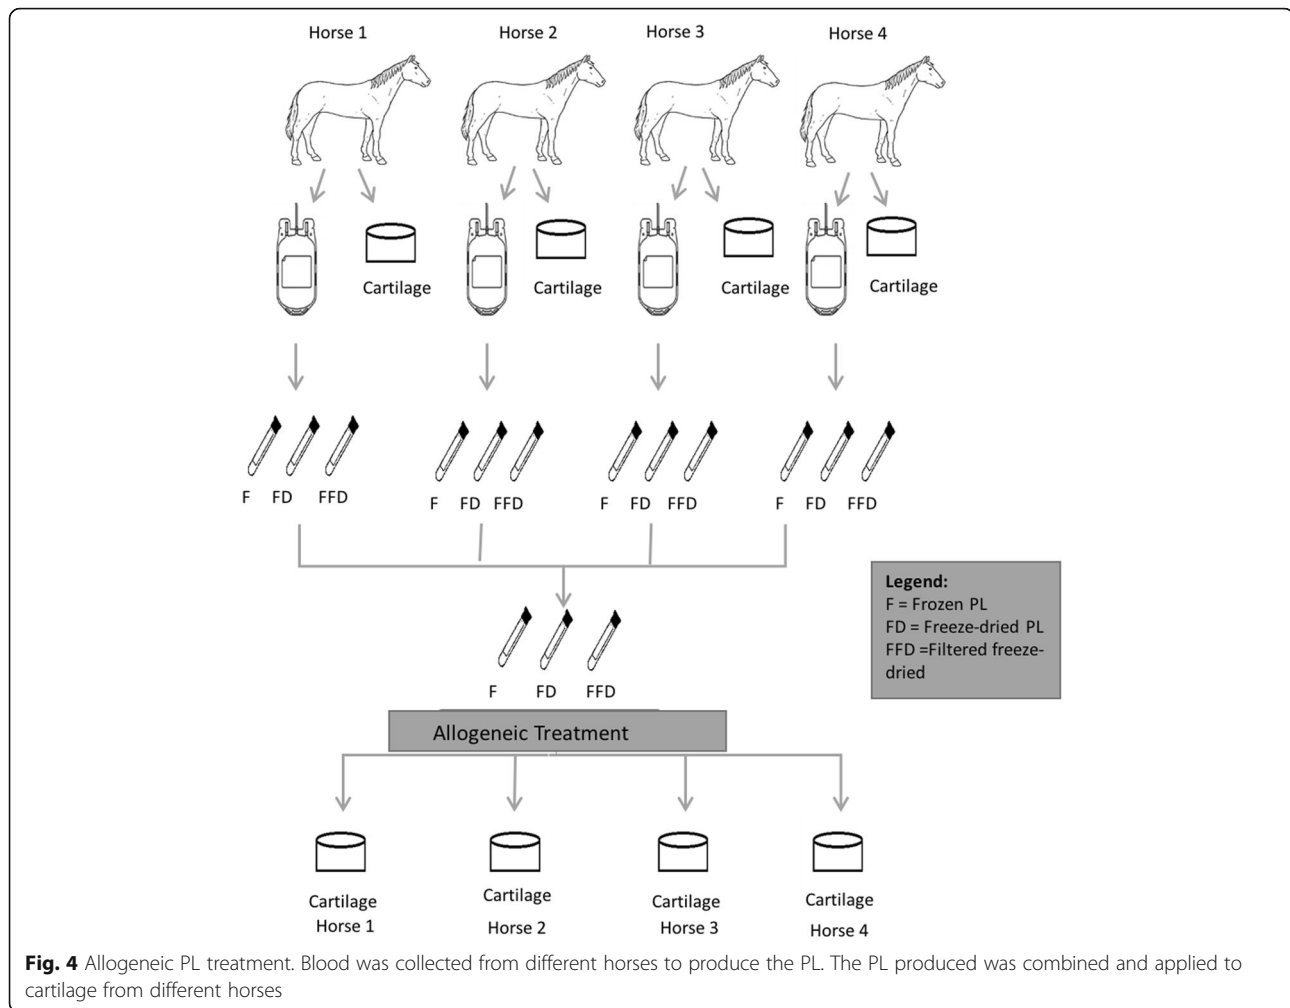 Horse 1
Horse 2
Horse 3
Horse 4
Cartilage
Cartilage
Cartilage
Cartilage
F FD FFD
F FD FFD
F FD FFD
F FD FFD
Legend:
F = Frozen PL
FD = Freeze-dried PL
FFD =Filtered freeze-
dried
F FD FFD
Allogeneic Treatment
Cartilage
Horse 1
Cartilage
Horse 2
Cartilage
Horse 3
Cartilage
Horse 4
Fig. 4 Allogeneic PL treatment. Blood was collected from different horses to produce the PL. The PL produced was combined and applied to
cartilage from different horses